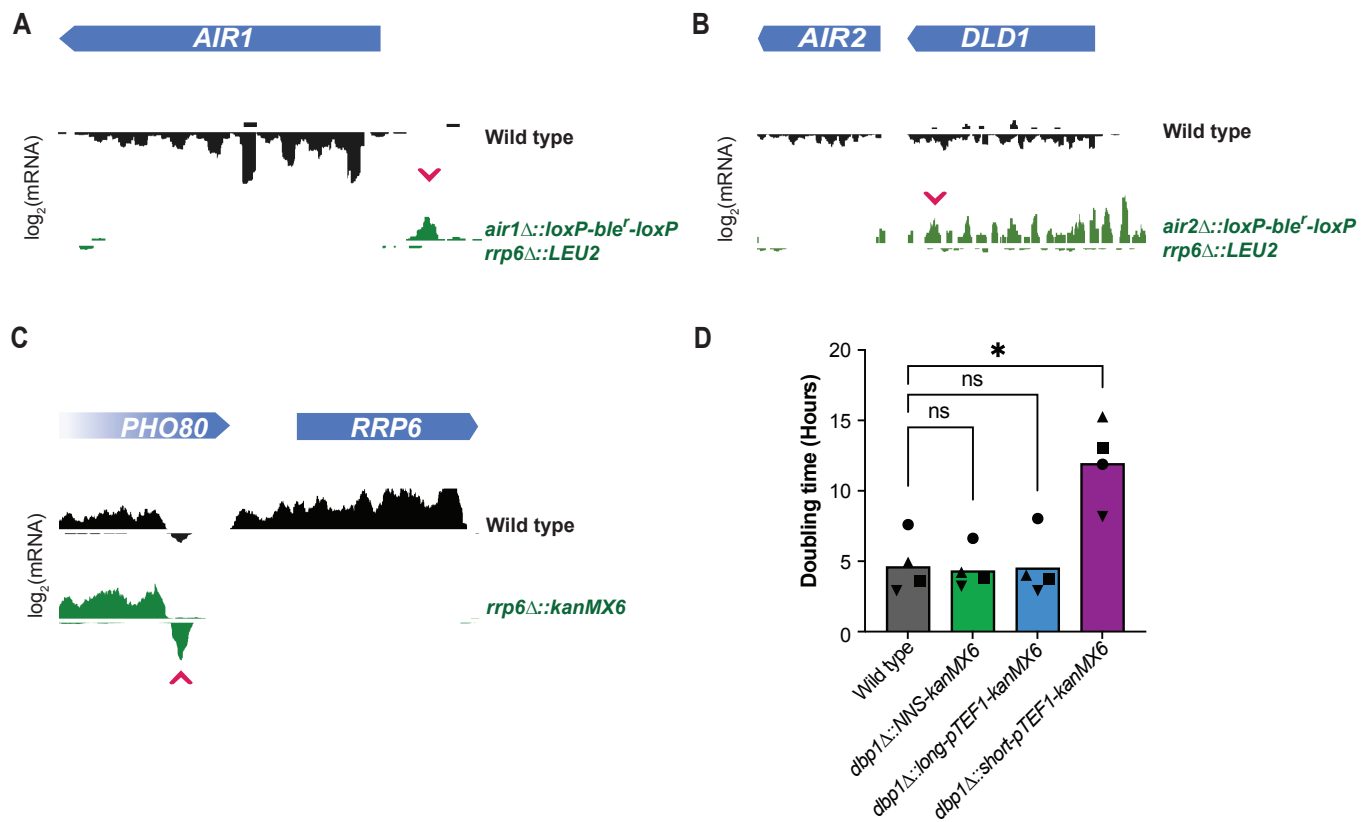 A
AIR1
log₂(mRNA)
Wild type
air1Δ::loxP-bleʳ-loxP
rrp6Δ::LEU2
B
AIR2
DLD1
log₂(mRNA)
Wild type
air2Δ::loxP-bleʳ-loxP
rrp6Δ::LEU2
C
PHO80
RRP6
log₂(mRNA)
Wild type
rrp6Δ::kanMX6
D
Doubling time (Hours)
20
15
10
5
0
*
ns
ns
Wild type
dbp1Δ::NNS-kanMX6
dbp1Δ::long-pTEF1-kanMX6
dbp1Δ::short-pTEF1-kanMX6